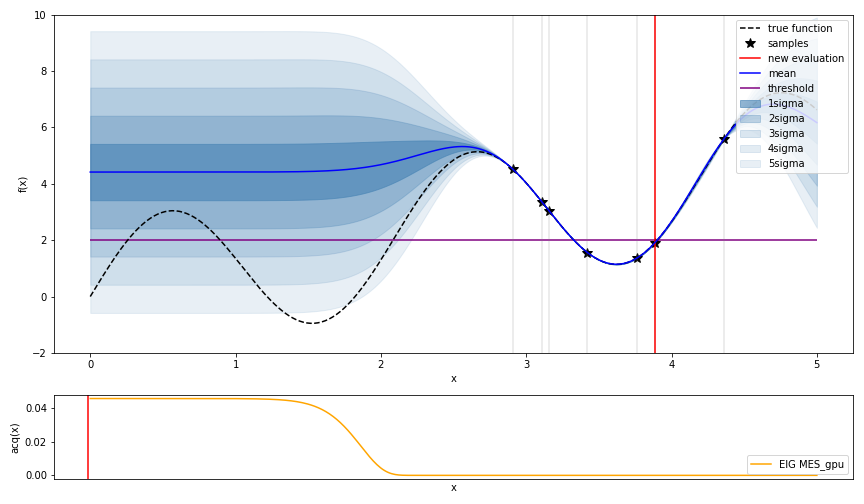 10
8
6
4
2
0
−2
f(x)
true function
samples
new evaluation
mean
threshold
1sigma
2sigma
3sigma
4sigma
5sigma
0 1 2 3 4 5
x
0.04
0.02
0.00
acq(x)
EIG MES_gpu
x